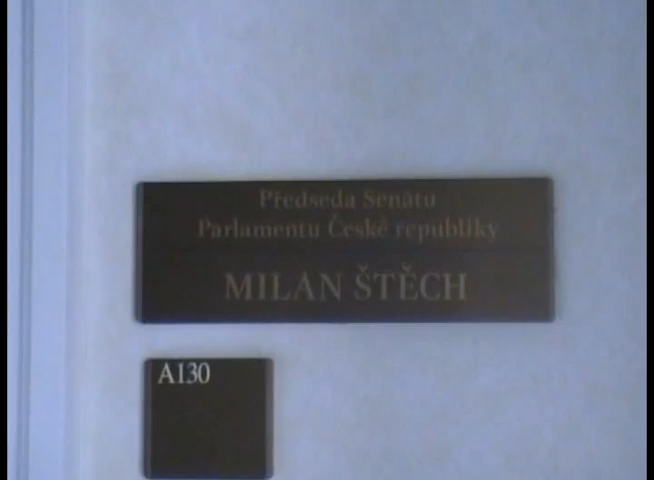 Předseda Senátu
Parlamentu České republiky
MILAN ŠTĚCH
A130